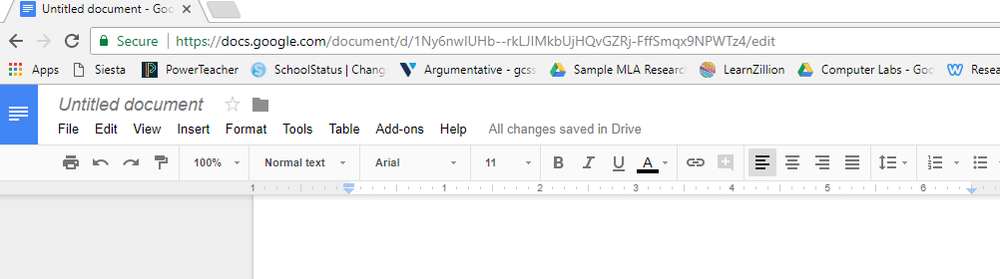 Untitled document - Goo
Secure https://docs.google.com/document/d/1Ny6nwlUHb--rkLJIMkbUjHQvGZRj-FffSmqx9NPWTz4/edit
Apps Siesta PowerTeacher SchoolStatus | Chang Argumentative - gcss Sample MLA Researc LearnZillion Computer Labs - Goo Resea
Untitled document
File Edit View Insert Format Tools Table Add-ons Help All changes saved in Drive
100% Normal text Arial 11 B I U A
1 1 2 3 4 5 6